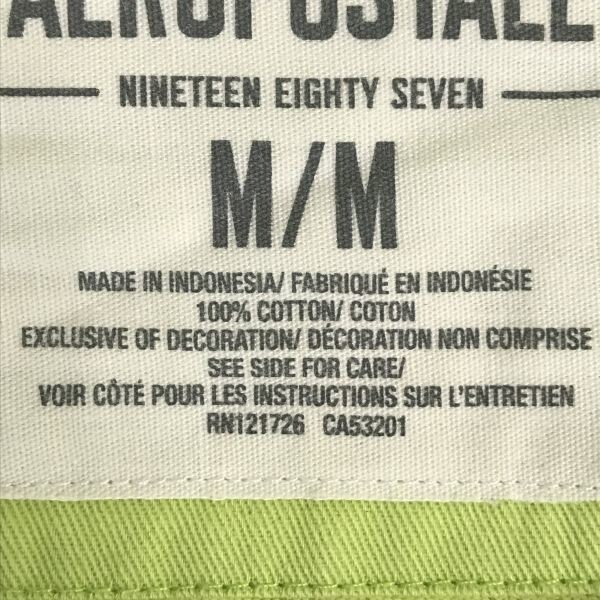 AEROPOSTALE
NINETEEN EIGHTY SEVEN
M/M
MADE IN INDONESIA/ FABRIQUÉ EN INDONÉSIE
100% COTTON/ COTON
EXCLUSIVE OF DECORATION/ DÉCORATION NON COMPRISE
SEE SIDE FOR CARE/
VOIR CÔTÉ POUR LES INSTRUCTIONS SUR L'ENTRETIEN
RN121726 CA53201